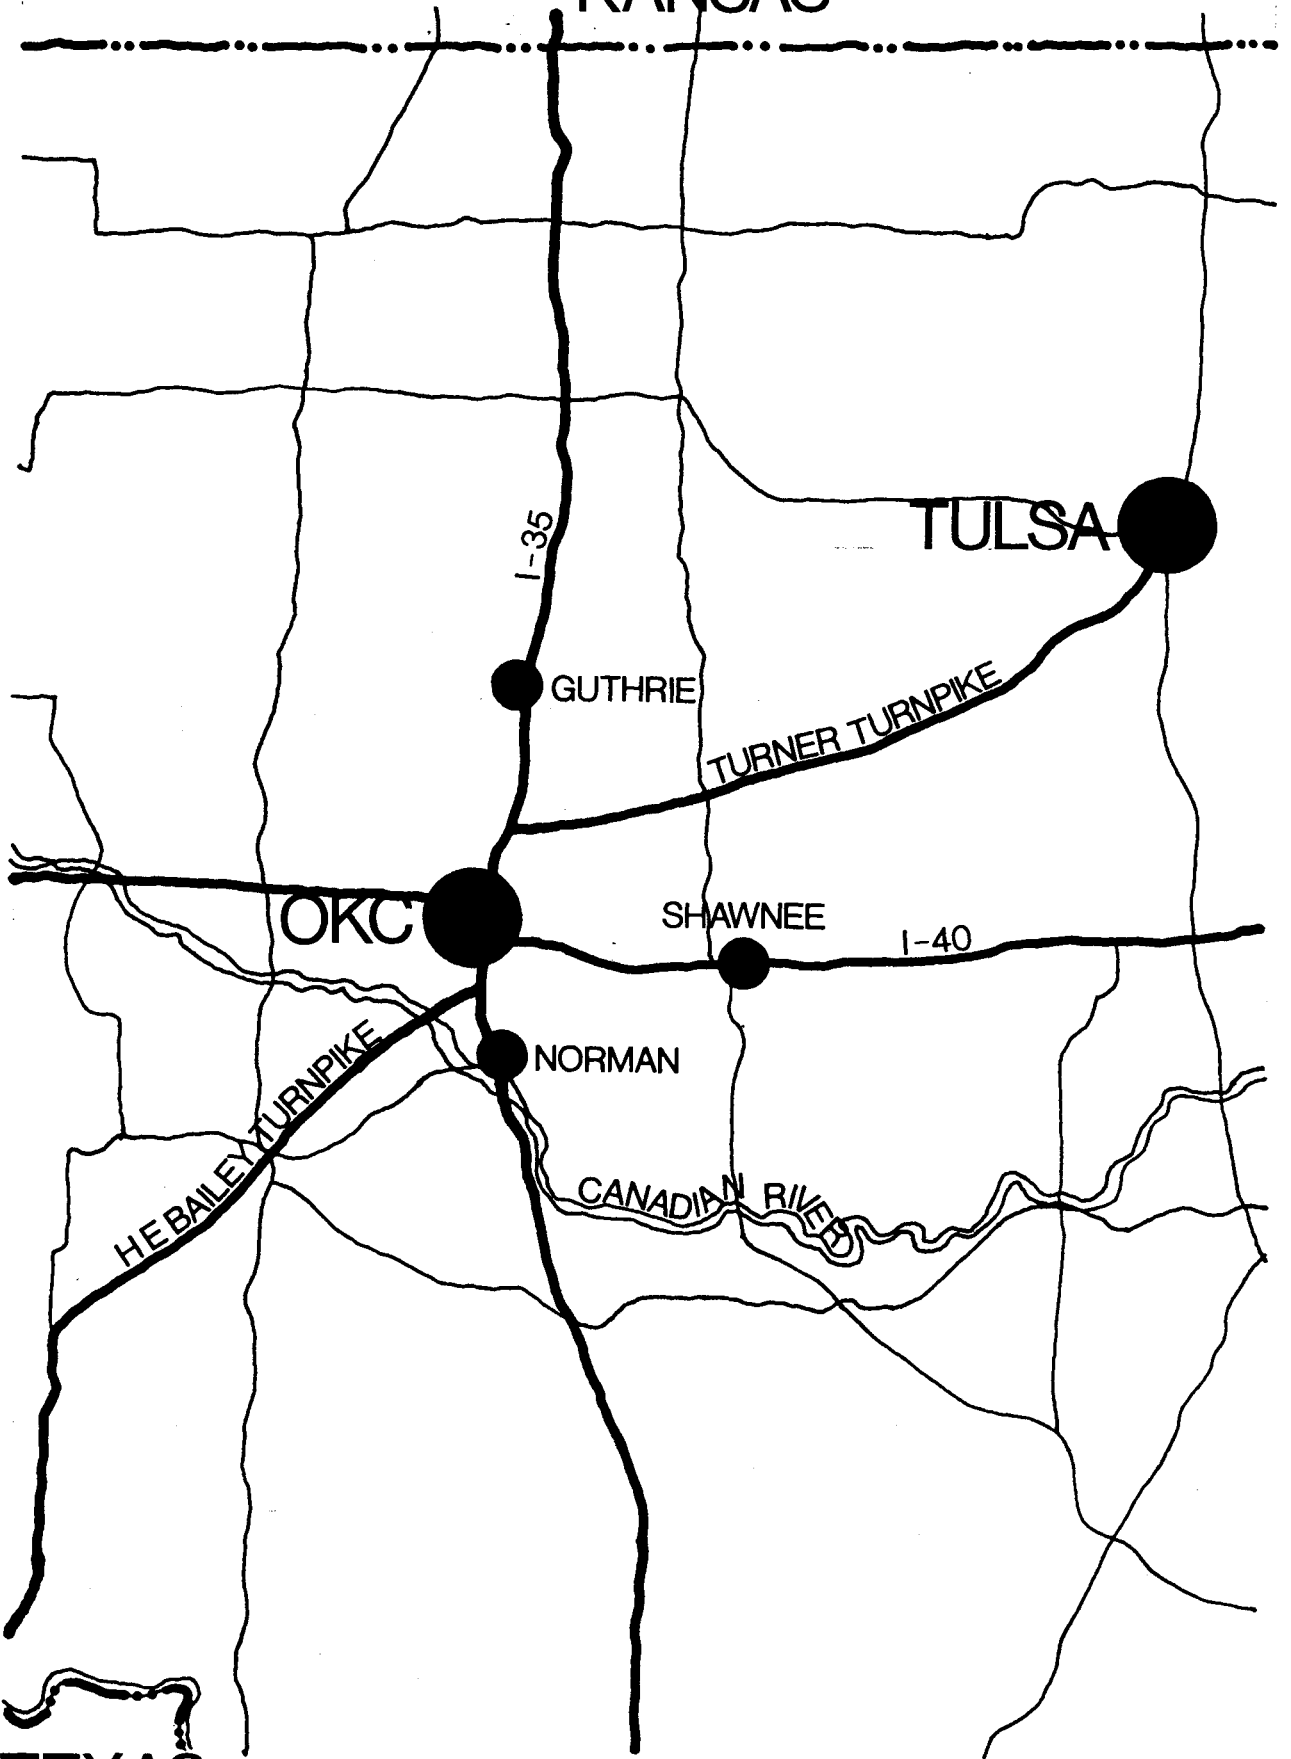 KANSAS
I-35
TULSA
GUTHRIE
TURNER TURNPIKE
OKC
SHAWNEE
I-40
NORMAN
H E BAILEY TURNPIKE
CANADIAN RIVER
TEXAS